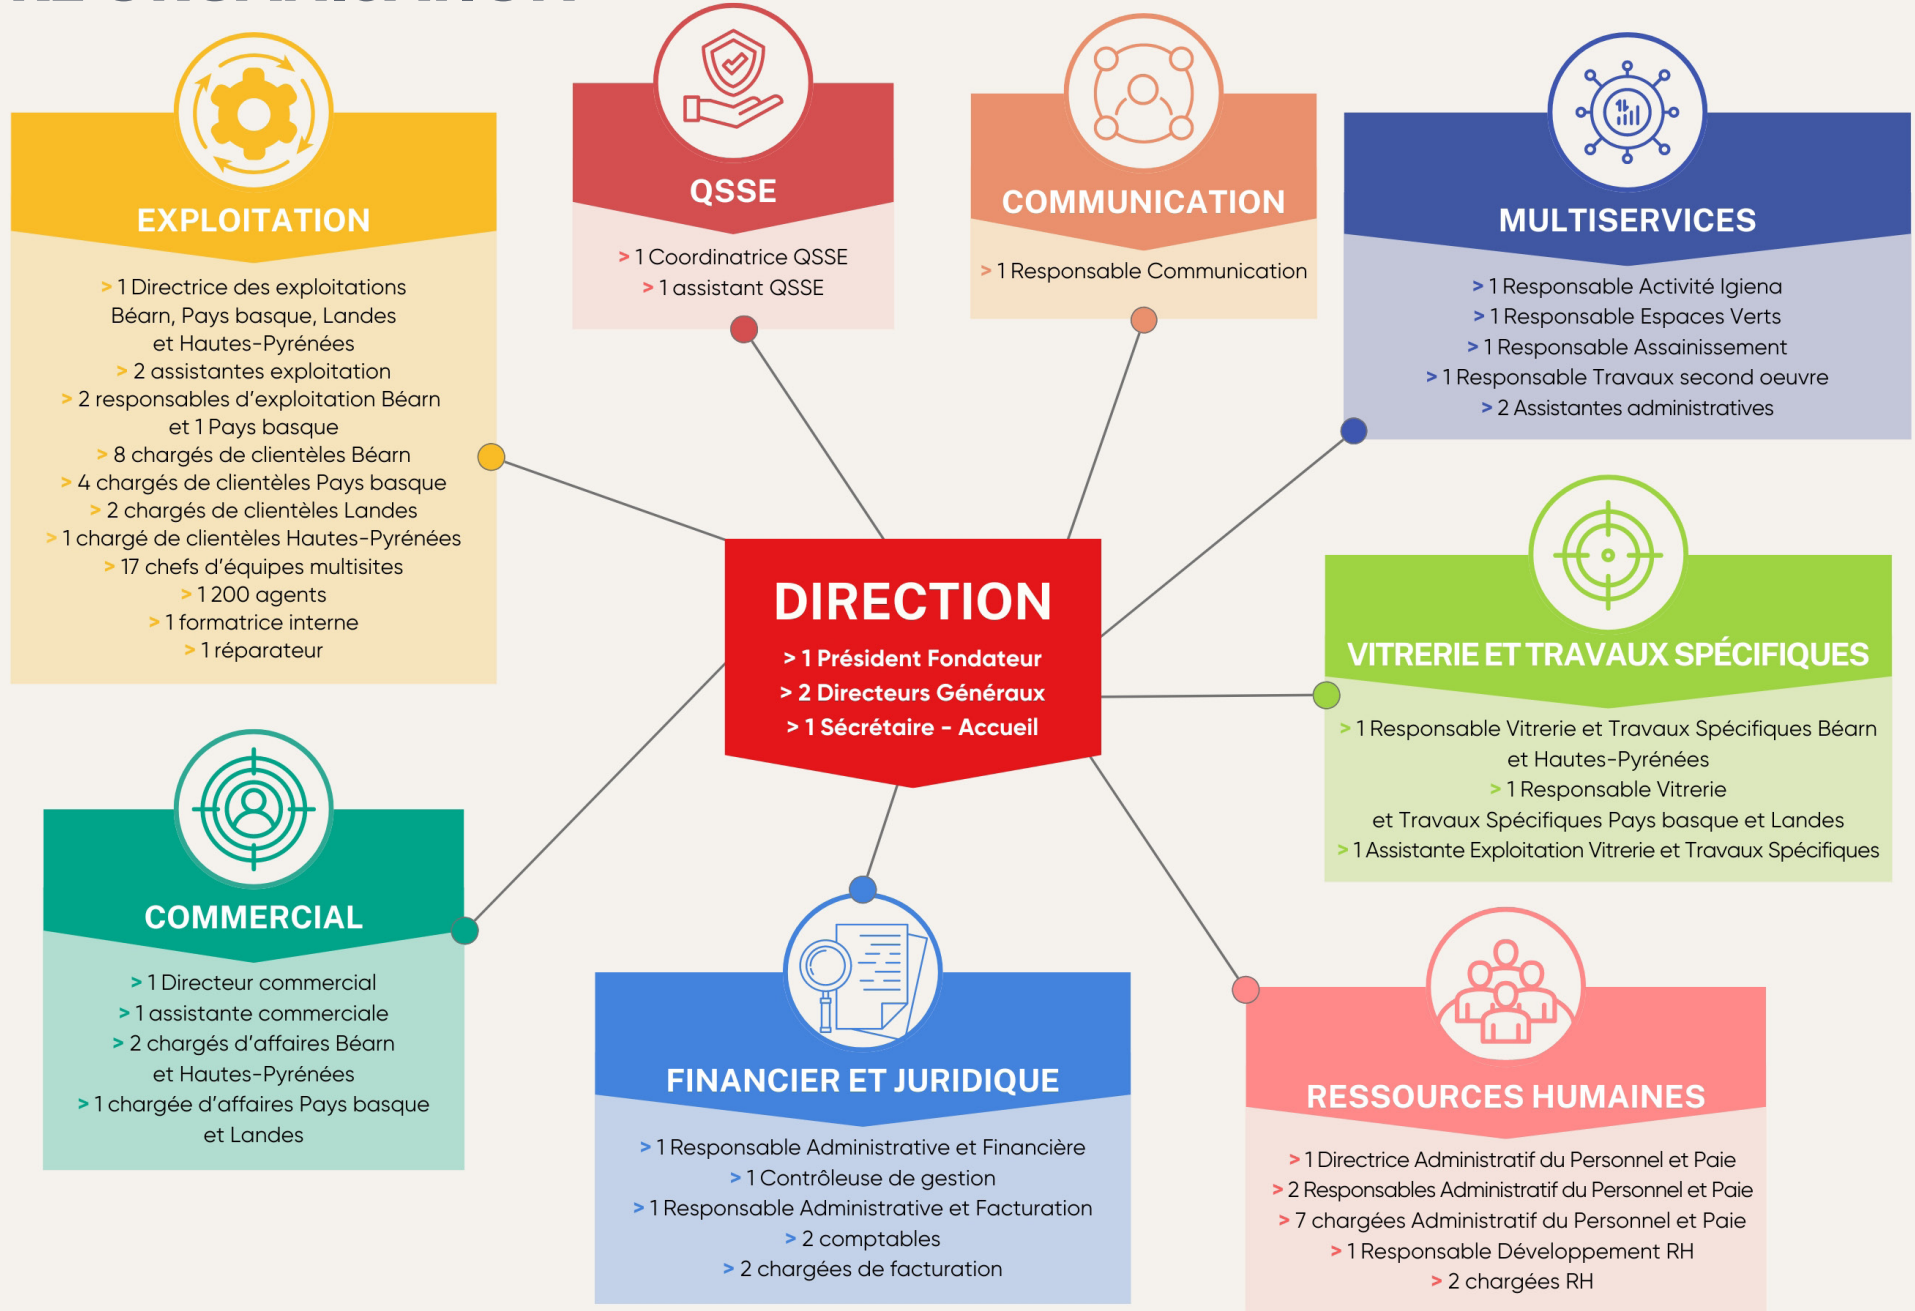 EXPLOITATION
> 1 Directrice des exploitations
Béarn, Pays basque, Landes
et Hautes-Pyrénées
> 2 assistantes exploitation
> 2 responsables d'exploitation Béarn
et 1 Pays basque
> 8 chargés de clientèles Béarn
> 4 chargés de clientèles Pays basque
> 2 chargés de clientèles Landes
> 1 chargé de clientèles Hautes-Pyrénées
> 17 chefs d'équipes multisites
> 1 200 agents
> 1 formatrice interne
> 1 réparateur
QSSE
> 1 Coordinatrice QSSE
> 1 assistant QSSE
COMMUNICATION
> 1 Responsable Communication
MULTISERVICES
> 1 Responsable Activité Igiena
> 1 Responsable Espaces Verts
> 1 Responsable Assainissement
> 1 Responsable Travaux second oeuvre
> 2 Assistantes administratives
DIRECTION
> 1 Président Fondateur
> 2 Directeurs Généraux
> 1 Sécrétaire - Accueil
VITRERIE ET TRAVAUX SPÉCIFIQUES
> 1 Responsable Vitrerie et Travaux Spécifiques Béarn
et Hautes-Pyrénées
> 1 Responsable Vitrerie
et Travaux Spécifiques Pays basque et Landes
> 1 Assistante Exploitation Vitrerie et Travaux Spécifiques
COMMERCIAL
> 1 Directeur commercial
> 1 assistante commerciale
> 2 chargés d'affaires Béarn
et Hautes-Pyrénées
> 1 chargée d'affaires Pays basque
et Landes
FINANCIER ET JURIDIQUE
> 1 Responsable Administrative et Financière
> 1 Contrôleuse de gestion
> 1 Responsable Administrative et Facturation
> 2 comptables
> 2 chargées de facturation
RESSOURCES HUMAINES
> 1 Directrice Administratif du Personnel et Paie
> 2 Responsables Administratif du Personnel et Paie
> 7 chargées Administratif du Personnel et Paie
> 1 Responsable Développement RH
> 2 chargées RH